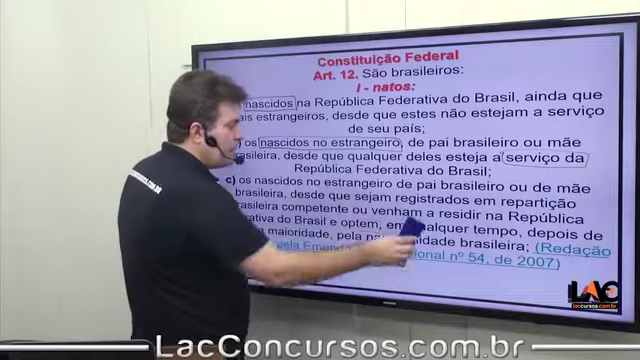 Constituição Federal
Art. 12. São brasileiros:
I - natos:
nascidos na República Federativa do Brasil, ainda que
estrangeiros, desde que estes não estejam a serviço
de seu país;
os nascidos no estrangeiro, de pai brasileiro ou mãe
brasileira, desde que qualquer deles esteja a serviço da
República Federativa do Brasil;
c) os nascidos no estrangeiro de pai brasileiro ou de mãe
brasileira, desde que sejam registrados em repartição
brasileira competente ou venham a residir na República
do Brasil e optem, em qualquer tempo, depois de
maioridade, pela brasileira; (Redação
pela nº 54, de 2007)
LAC
lacconcursos.com.br
LAC
CONCURSOS.COM.BR
LacConcursos.com.br